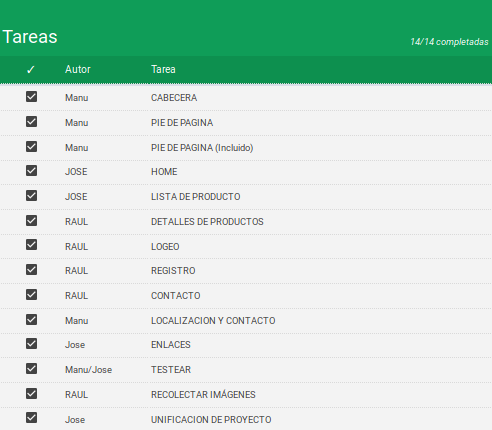 Tareas
14/14 completadas
✓ Autor Tarea
Manu CABECERA
Manu PIE DE PAGINA
Manu PIE DE PAGINA (Incluido)
JOSE HOME
JOSE LISTA DE PRODUCTO
RAUL DETALLES DE PRODUCTOS
RAUL LOGEO
RAUL REGISTRO
RAUL CONTACTO
Manu LOCALIZACION Y CONTACTO
Jose ENLACES
Manu/Jose TESTEAR
RAUL RECOLECTAR IMÁGENES
Jose UNIFICACION DE PROYECTO